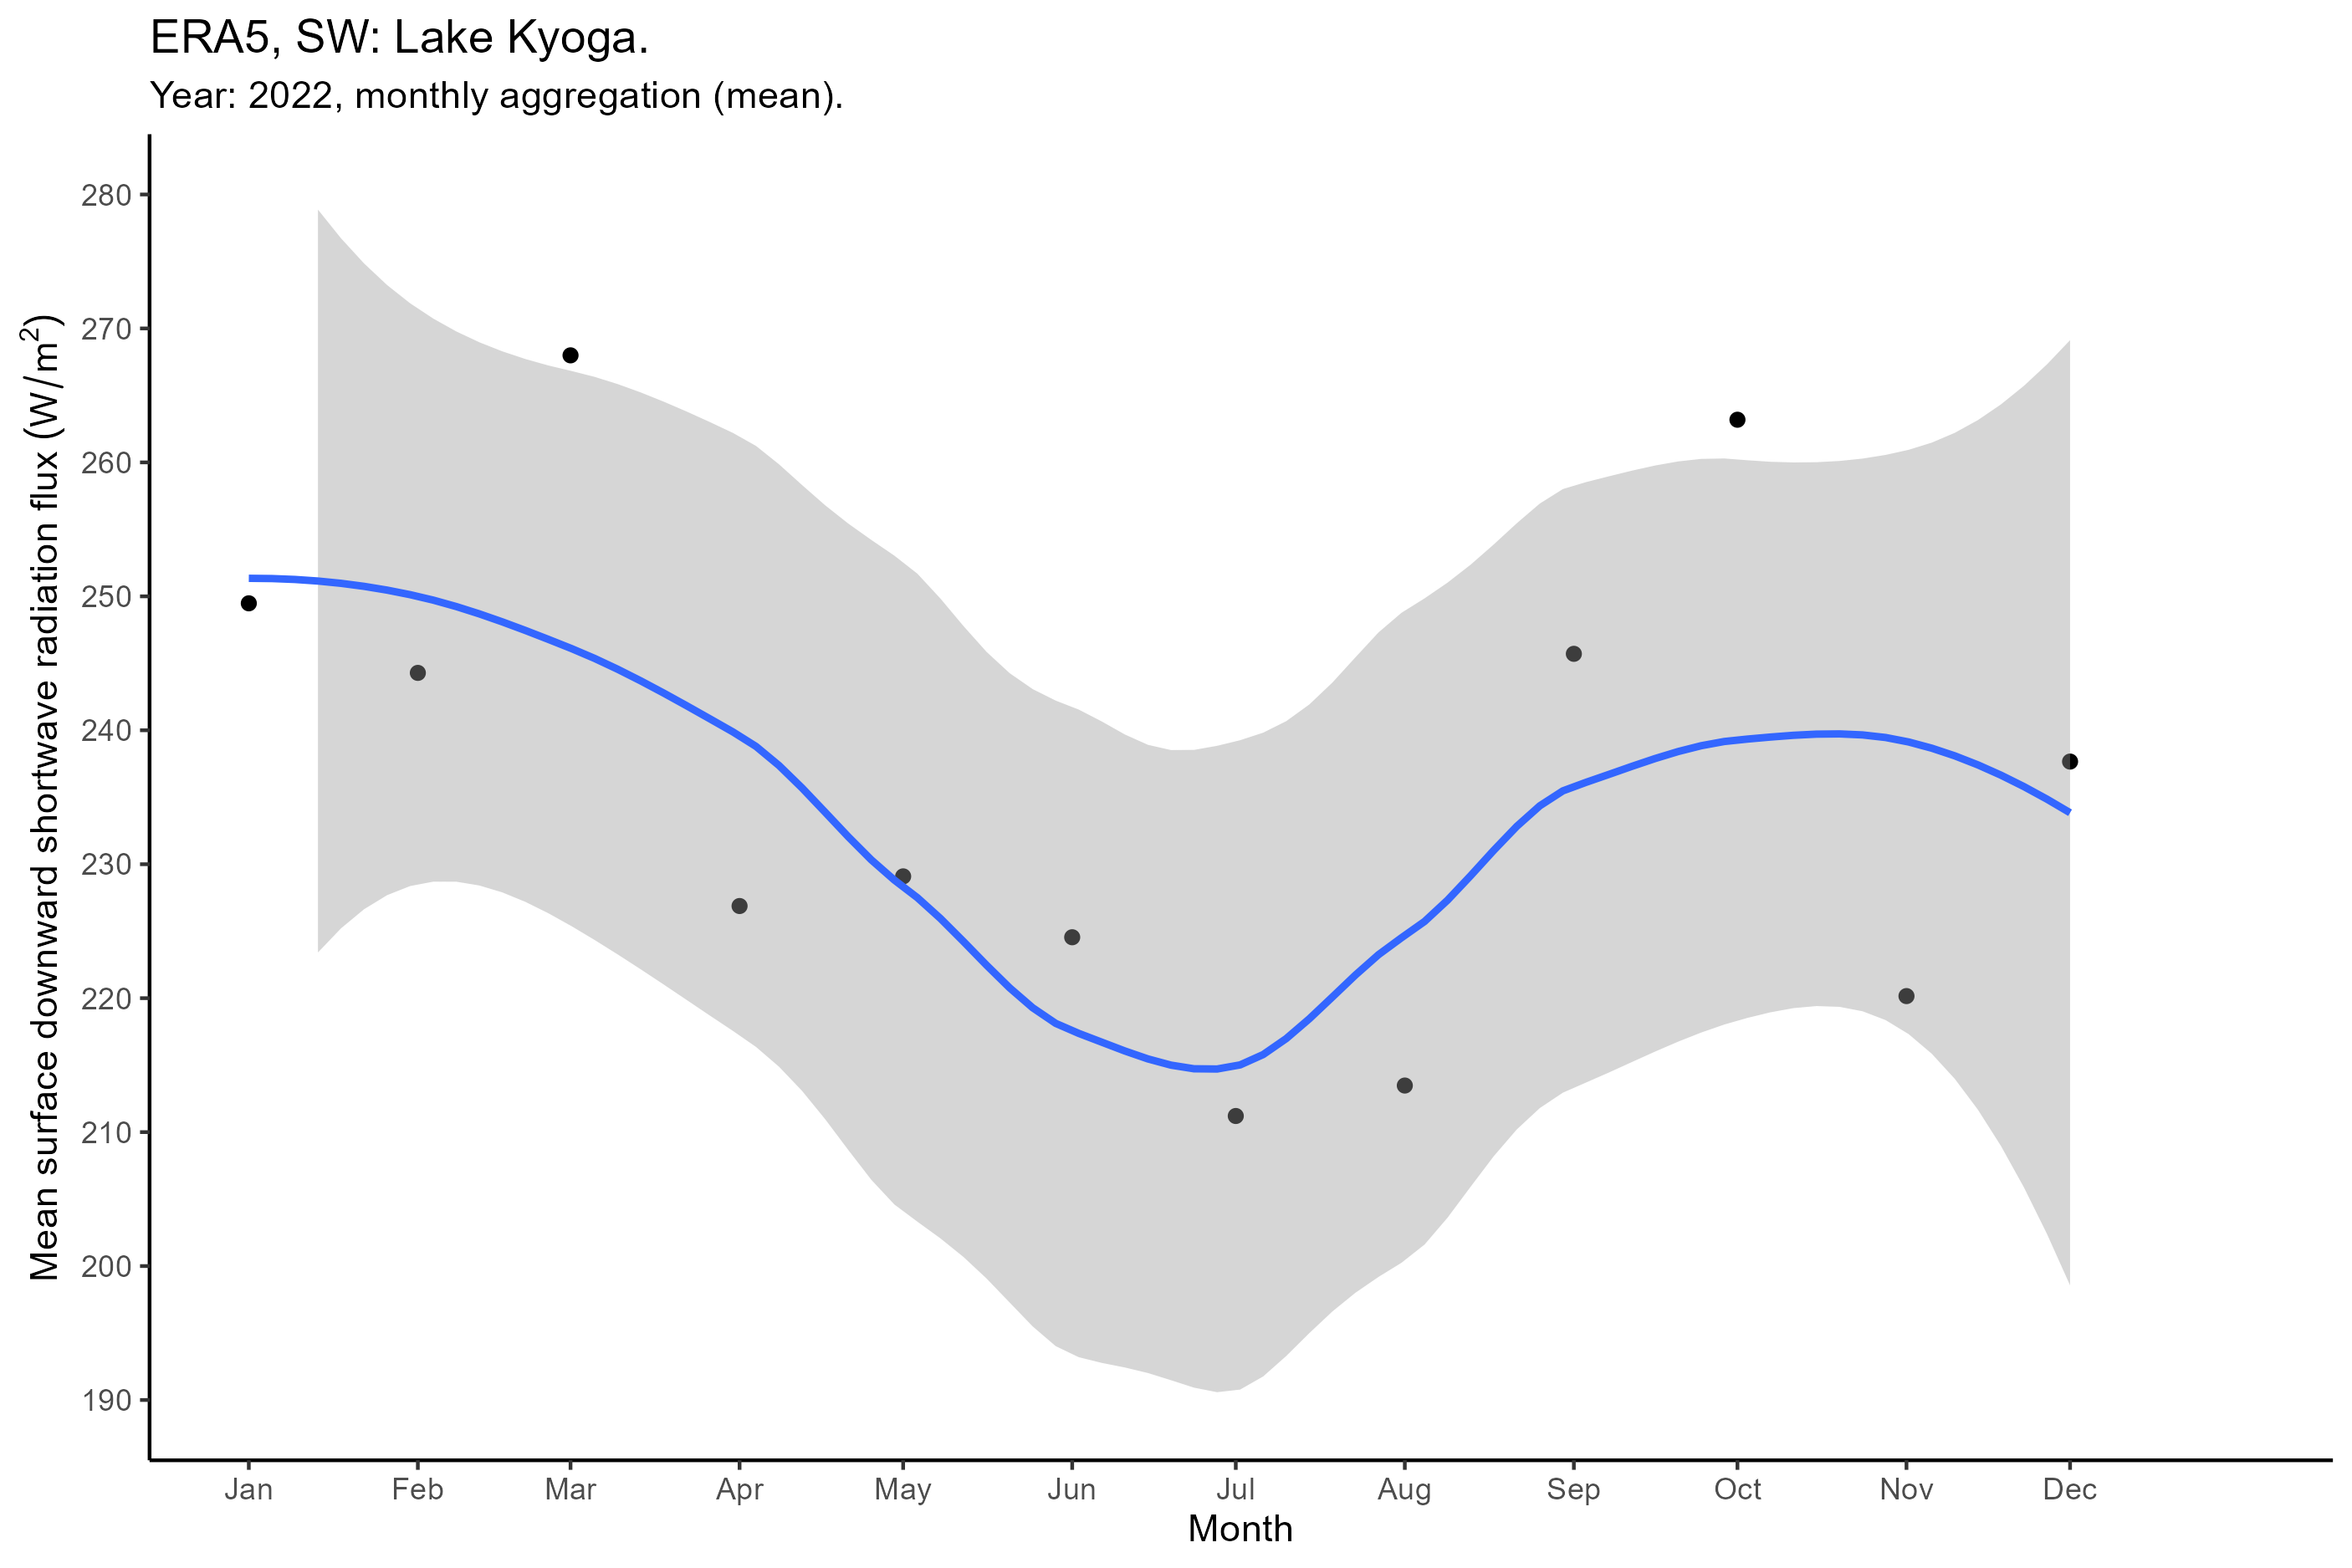 ERA5, SW: Lake Kyoga.
Year: 2022, monthly aggregation (mean).
Mean surface downward shortwave radiation flux (W/m²)
280
270
260
250
240
230
220
210
200
190
Jan Feb Mar Apr May Jun Jul Aug Sep Oct Nov Dec
Month